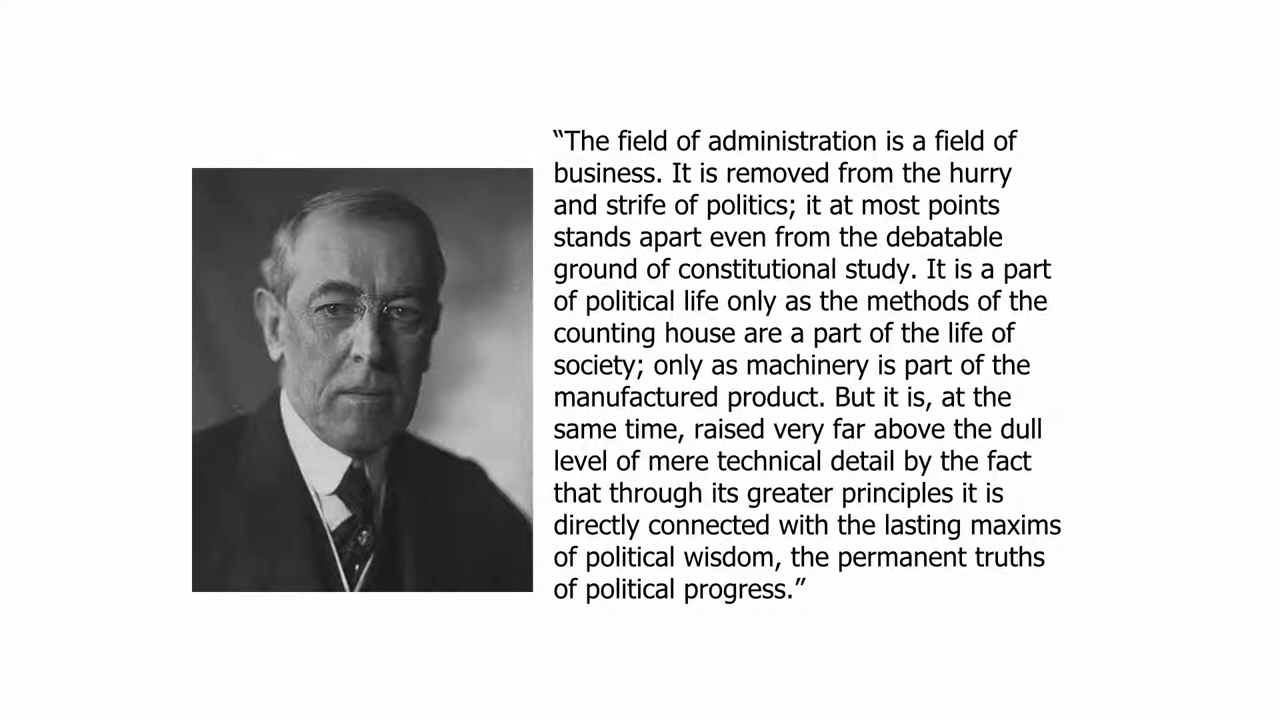 “The field of administration is a field of
business. It is removed from the hurry
and strife of politics; it at most points
stands apart even from the debatable
ground of constitutional study. It is a part
of political life only as the methods of the
counting house are a part of the life of
society; only as machinery is part of the
manufactured product. But it is, at the
same time, raised very far above the dull
level of mere technical detail by the fact
that through its greater principles it is
directly connected with the lasting maxims
of political wisdom, the permanent truths
of political progress.”